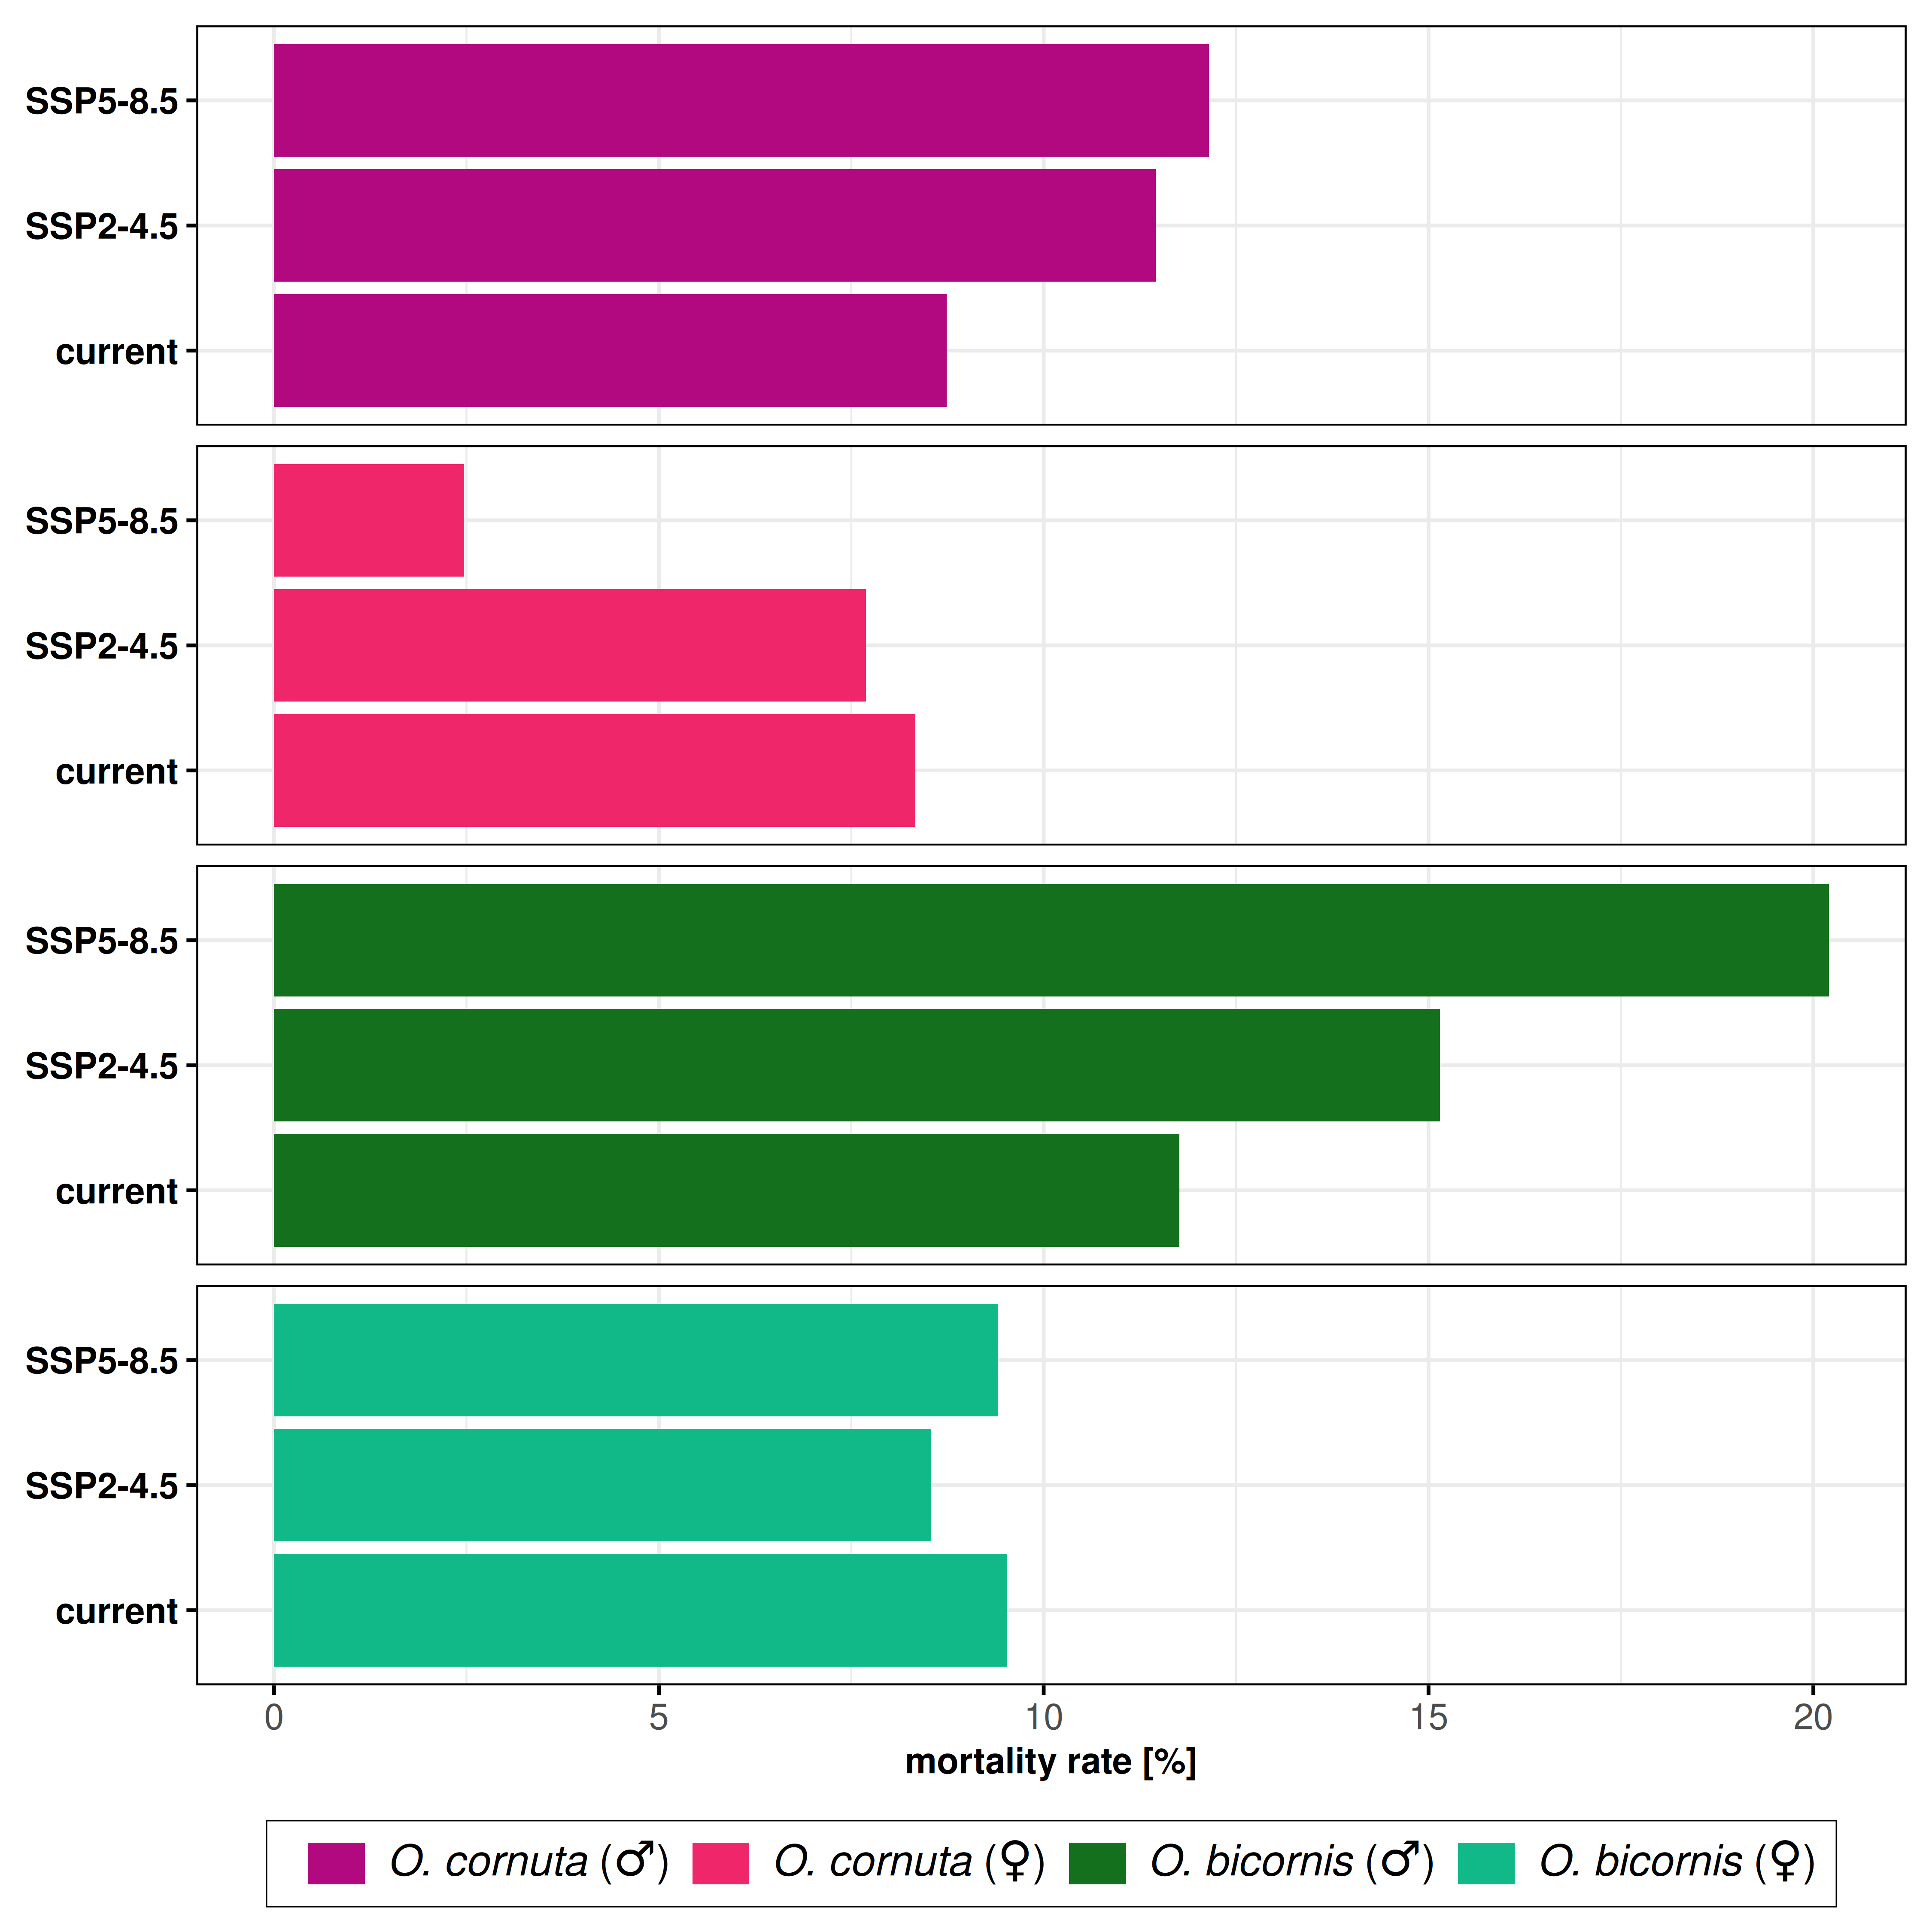 SSP5-8.5
SSP2-4.5
current
SSP5-8.5
SSP2-4.5
current
SSP5-8.5
SSP2-4.5
current
SSP5-8.5
SSP2-4.5
current
0 5 10 15 20
mortality rate [%]
O. cornuta (♂) O. cornuta (♀) O. bicornis (♂) O. bicornis (♀)